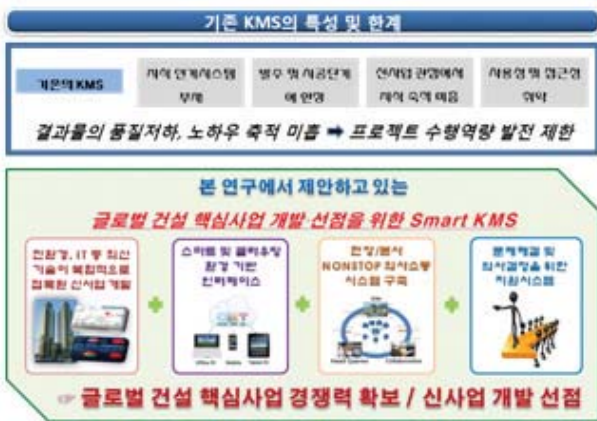 기존 KMS의 특성 및 한계
기존의 KMS
지식 연계시스템
부재
발주 및 시공단계
에 한정
전사업 관점에서
지식 축적 미흡
사용성 및 접근성
취약
결과물의 품질저하, 노하우 축적 미흡 ➡ 프로젝트 수행역량 발전 제한
본 연구에서 제안하고 있는
글로벌 건설 핵심사업 개발 선점을 위한 Smart KMS
친환경, IT 등 최신
기술이 복합적으로
접목된 신사업 개발
스마트 및 클라우딩
환경 기반
인터페이스
현장/본사
NONSTOP 의사소통
시스템 구축
문제해결 및
의사결정을 위한
지원시스템
☞ 글로벌 건설 핵심사업 경쟁력 확보 / 신사업 개발 선점